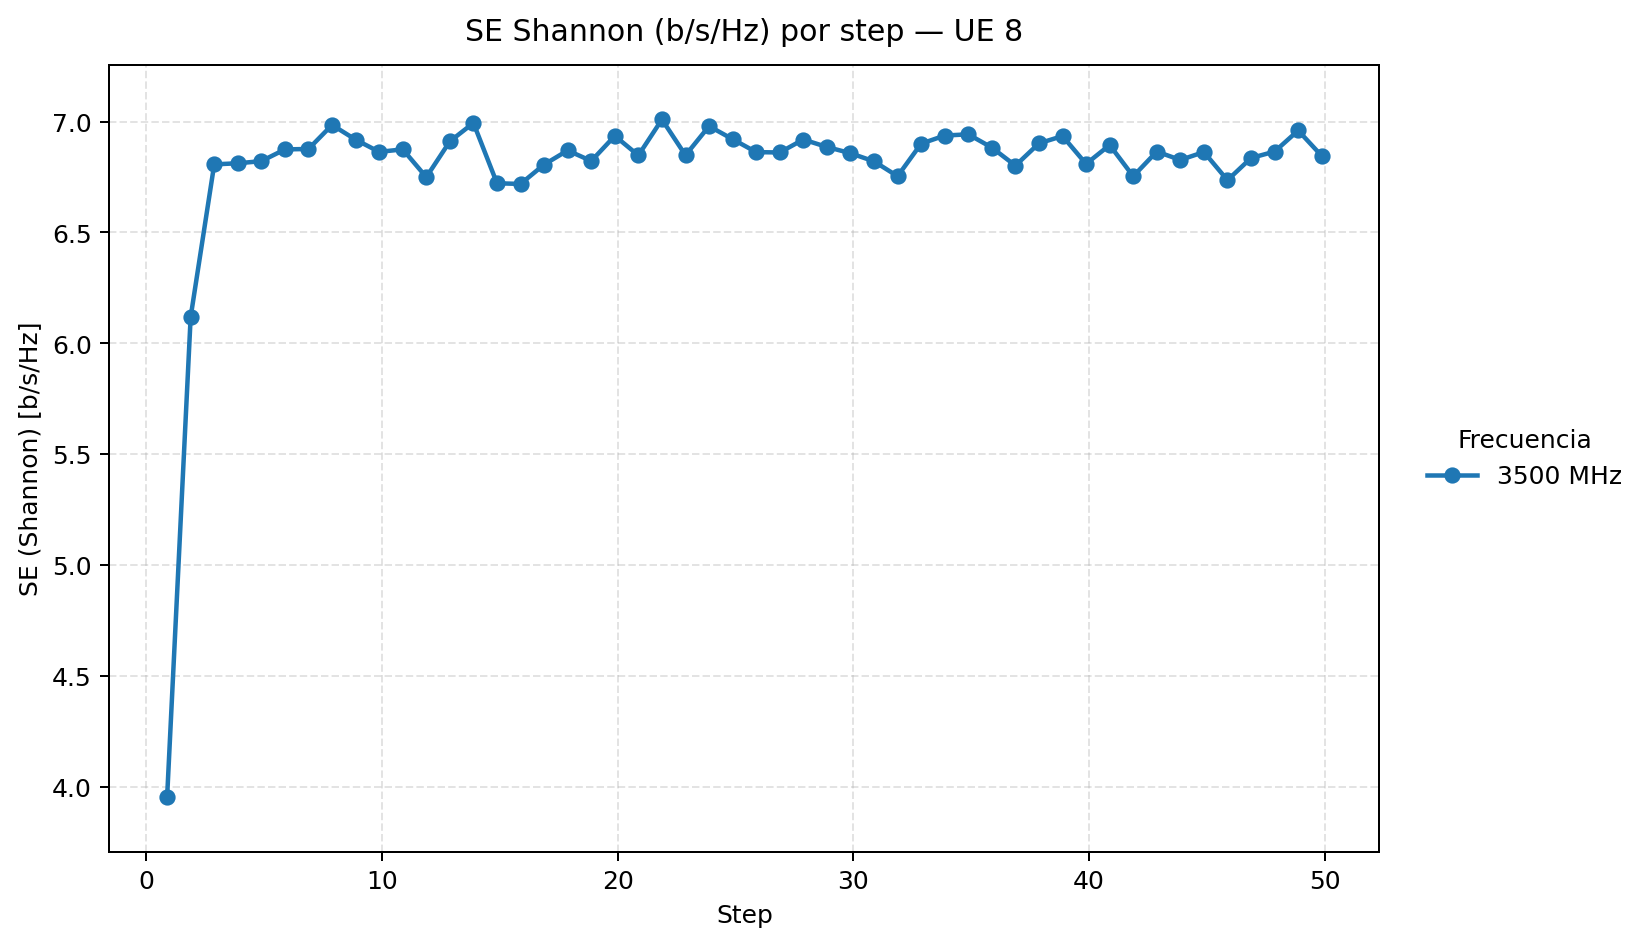 SE Shannon (b/s/Hz) por step — UE 8
SE (Shannon) [b/s/Hz]
7.0
6.5
6.0
5.5
5.0
4.5
4.0
0
10
20
30
40
50
Step
Frecuencia
3500 MHz